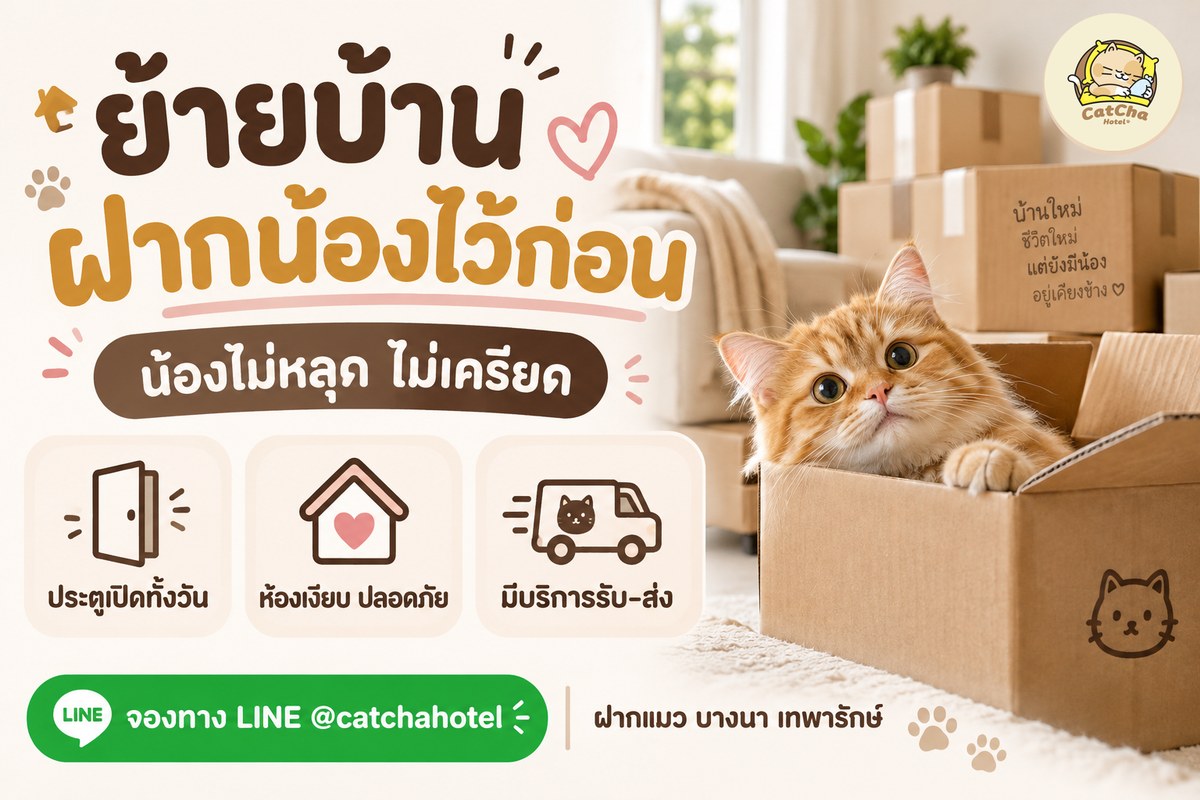 ย้ายบ้าน
ฝากน้องไว้ก่อน
น้องไม่หลุด ไม่เครียด
ประตูเปิดทั้งวัน
ห้องเงียบ ปลอดภัย
มีบริการรับ-ส่ง
LINE จองทาง LINE @catchahotel
ฝากแมว บางนา เทพารักษ์
CatCha
Hotel®
บ้านใหม่
ชีวิตใหม่
แต่ยังมีน้อง
อยู่เคียงข้าง ♡